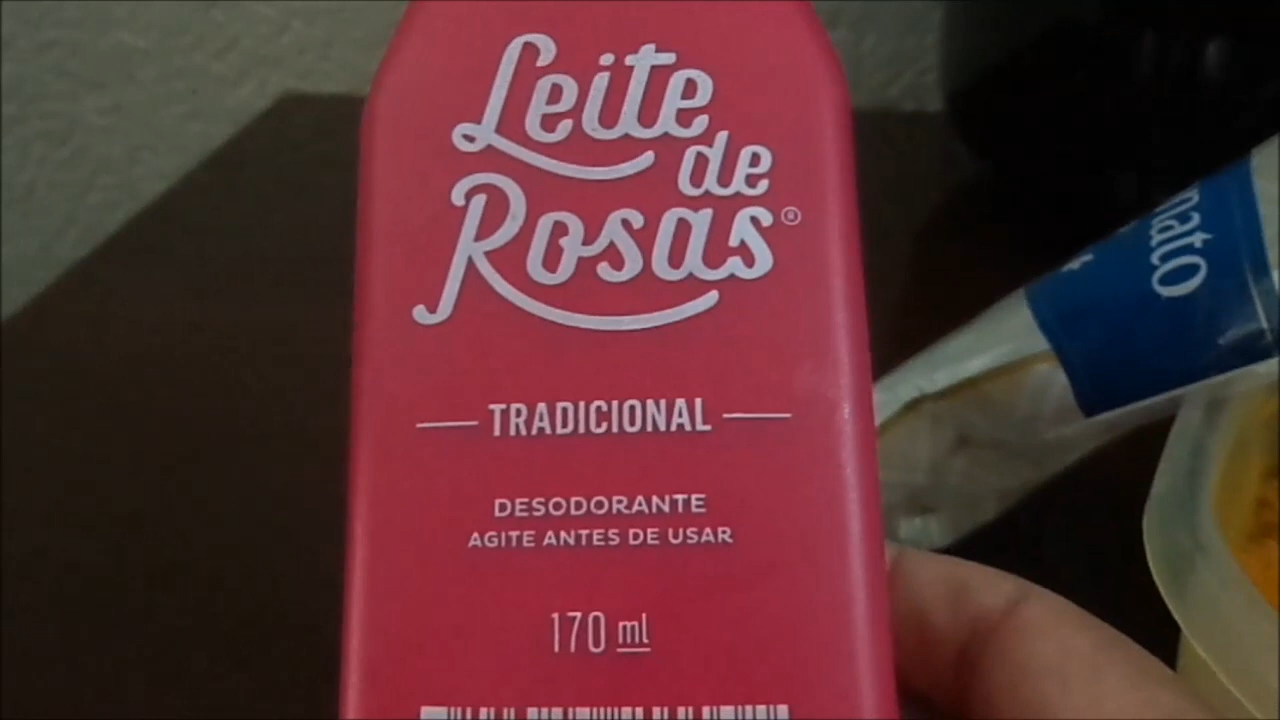 Leite
de
Rosas®
TRADICIONAL
DESODORANTE
AGITE ANTES DE USAR
170 ml